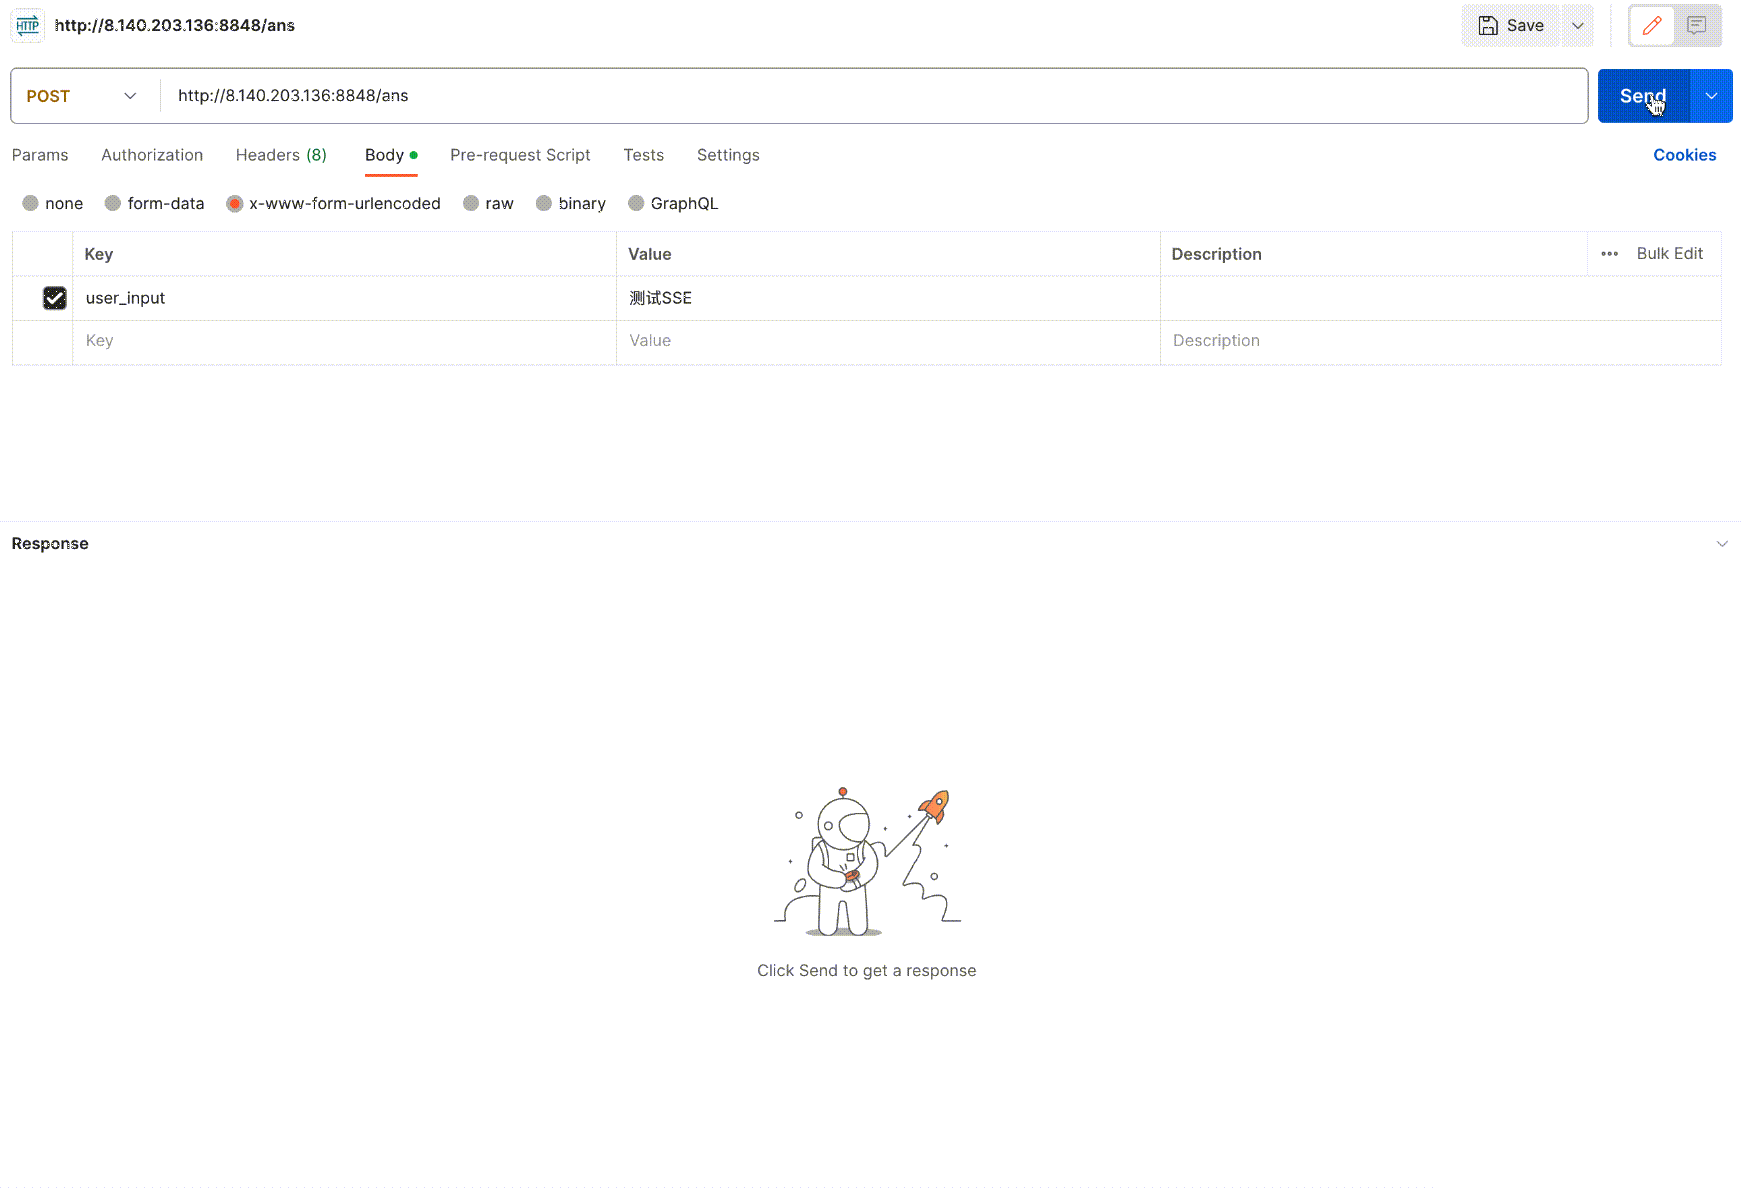 HTTP http://8.140.203.136:8848/ans Save
POST http://8.140.203.136:8848/ans Send
Params Authorization Headers (8) Body Pre-request Script Tests Settings Cookies
none form-data x-www-form-urlencoded raw binary GraphQL
Key Value Description ••• Bulk Edit
user_input 测试SSE
Key Value Description
Response
Click Send to get a response